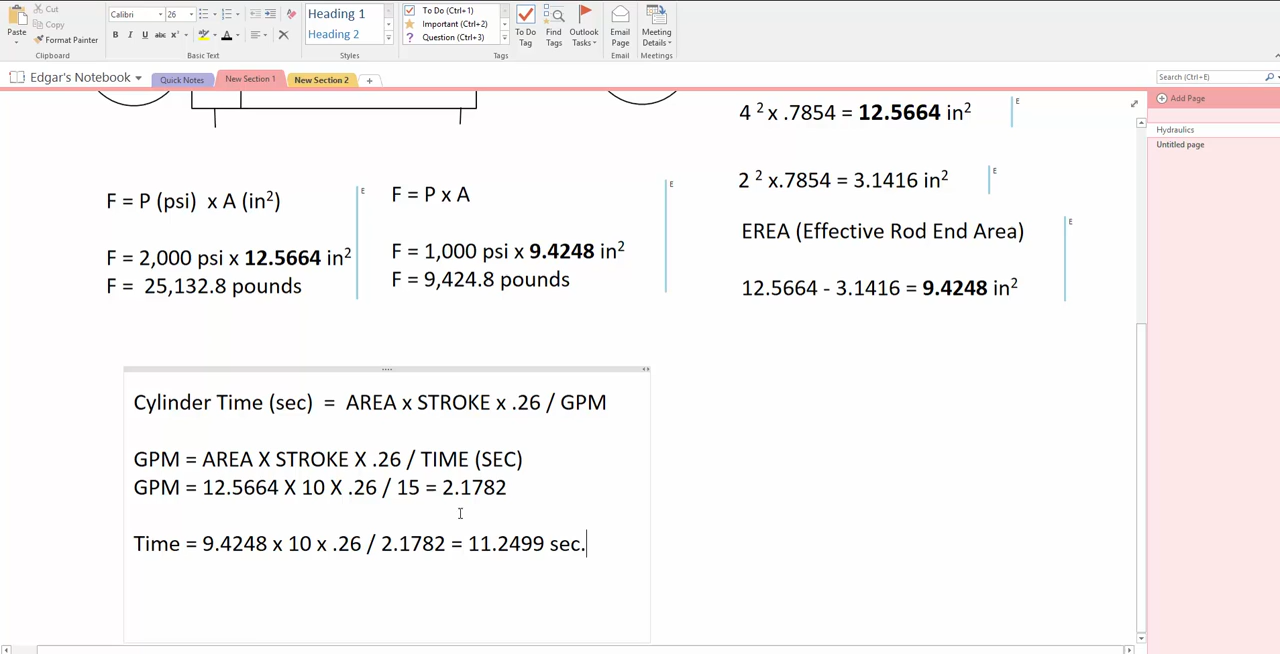 Cut
Copy
Paste
Format Painter
Clipboard
Calibri 26
B I U abc x²
A
Basic Text
Heading 1
Heading 2
Styles
To Do (Ctrl+1)
Important (Ctrl+2)
Question (Ctrl+3)
To Do Tag
Find Tags
Outlook Tasks
Tags
Email Page
Email
Meeting Details
Meetings
Edgar's Notebook
Quick Notes
New Section 1
New Section 2
Search (Ctrl+E)
Add Page
Hydraulics
Untitled page
4 ² x .7854 = 12.5664 in²
E
2 ² x.7854 = 3.1416 in²
E
F = P (psi) x A (in²)
E
F = 2,000 psi x 12.5664 in²
F = 25,132.8 pounds
F = P x A
E
F = 1,000 psi x 9.4248 in²
F = 9,424.8 pounds
EREA (Effective Rod End Area)
E
12.5664 - 3.1416 = 9.4248 in²
Cylinder Time (sec) = AREA x STROKE x .26 / GPM
GPM = AREA X STROKE X .26 / TIME (SEC)
GPM = 12.5664 X 10 X .26 / 15 = 2.1782
Time = 9.4248 x 10 x .26 / 2.1782 = 11.2499 sec.